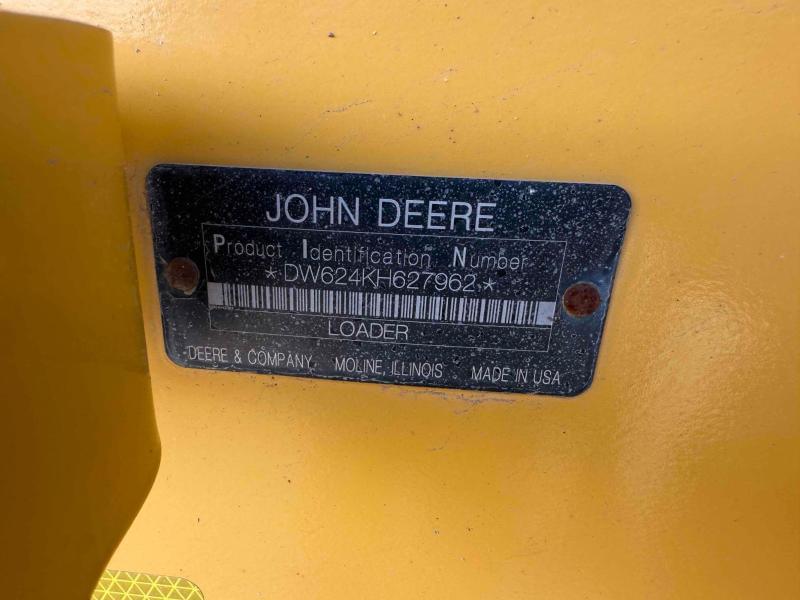 JOHN DEERE
Product Identification Number
*DW624KH627962*
LOADER
DEERE & COMPANY, MOLINE, ILLINOIS MADE IN USA